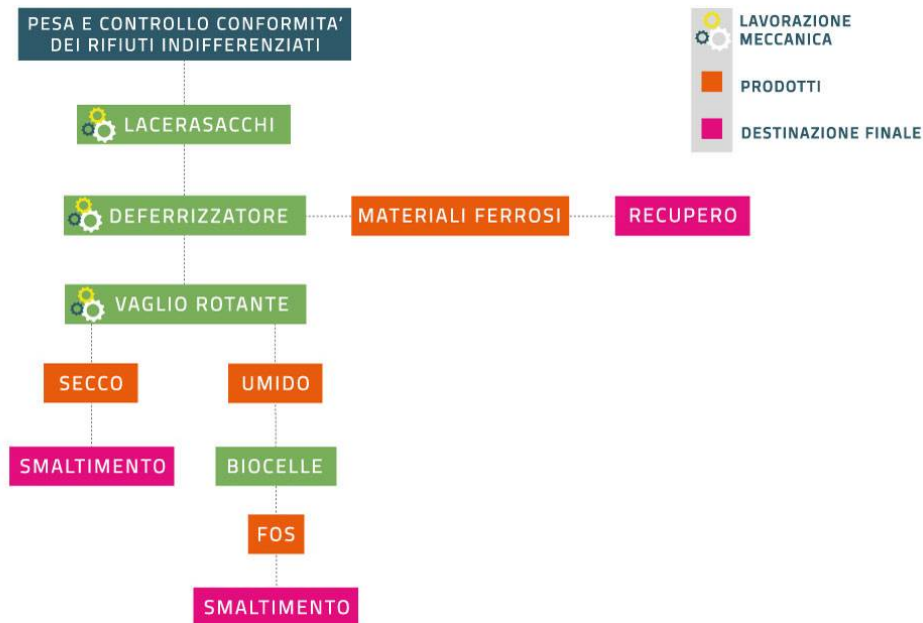 PESA E CONTROLLO CONFORMITA’
DEI RIFIUTI INDIFFERENZIATI
LAVORAZIONE
MECCANICA
PRODOTTI
DESTINAZIONE FINALE
LACERASACCHI
DEFERRIZZATORE
MATERIALI FERROSI
RECUPERO
VAGLIO ROTANTE
SECCO
UMIDO
SMALTIMENTO
BIOCELLE
FOS
SMALTIMENTO